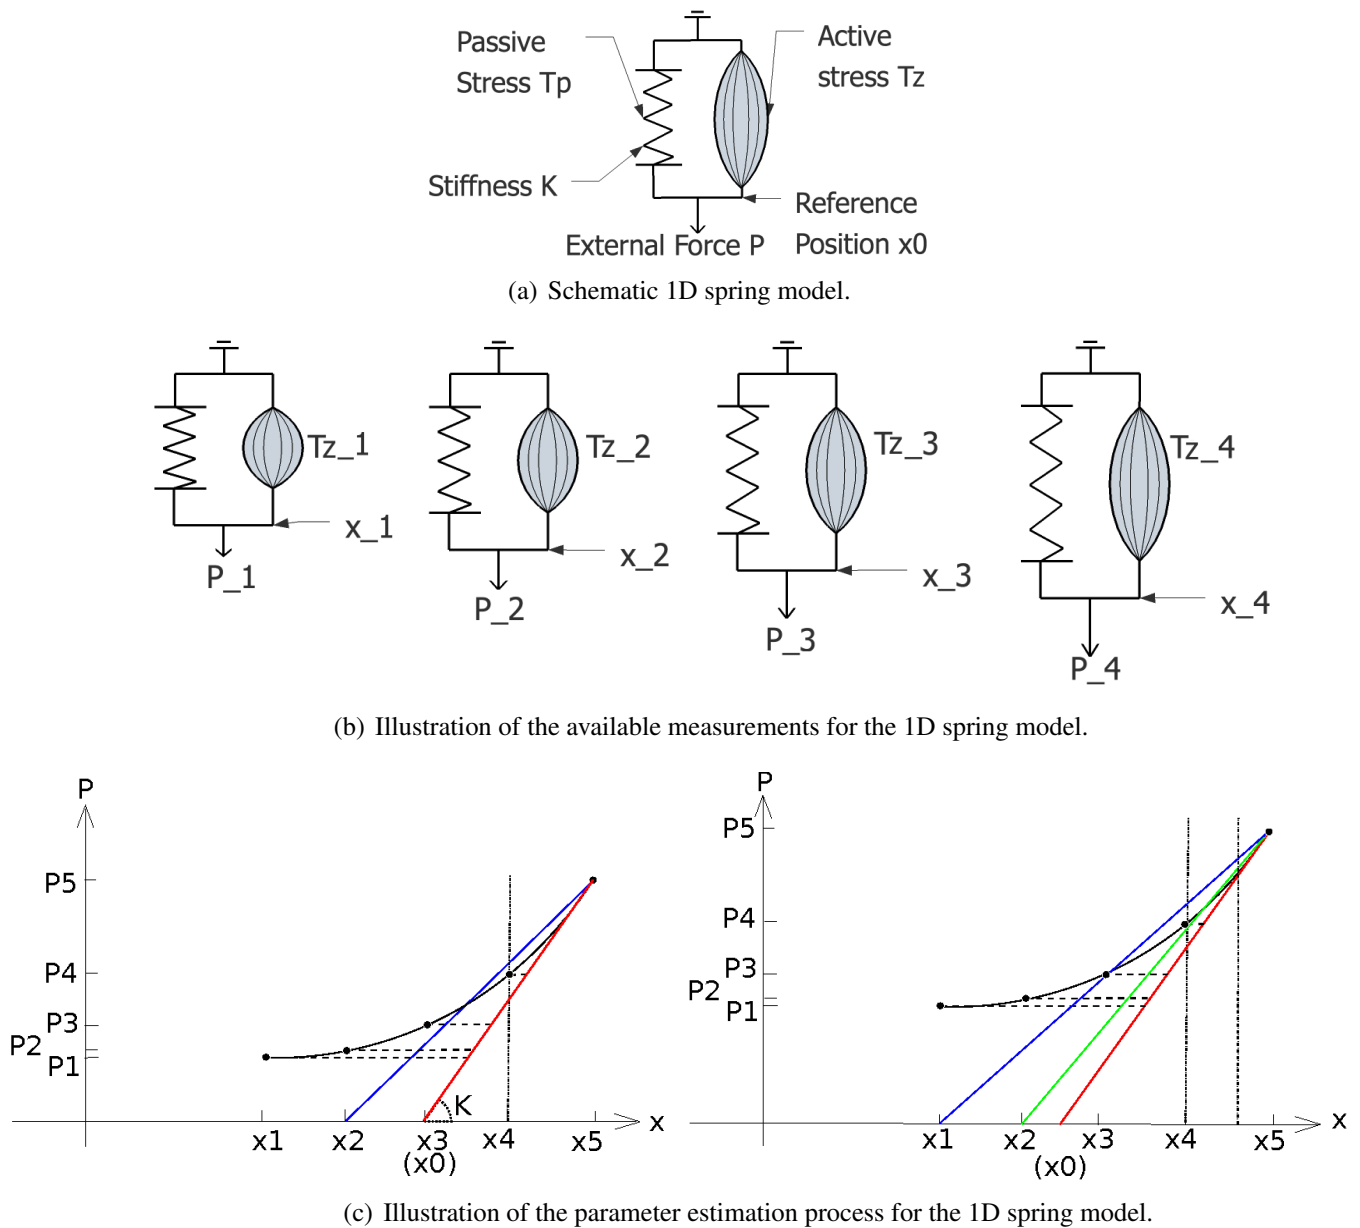 Passive
Stress Tp
Active
stress Tz
Stiffness K
Reference
Position x0
External Force P
(a) Schematic 1D spring model.
Tz_1
Tz_2
Tz_3
Tz_4
x_1
x_2
x_3
x_4
P_1
P_2
P_3
P_4
(b) Illustration of the available measurements for the 1D spring model.
P
P5
P4
P3
P2
P1
K
x
x1
x2
x3
(x0)
x4
x5
P
P5
P4
P3
P2
P1
x
x1
x2
(x0)
x3
x4
x5
(c) Illustration of the parameter estimation process for the 1D spring model.